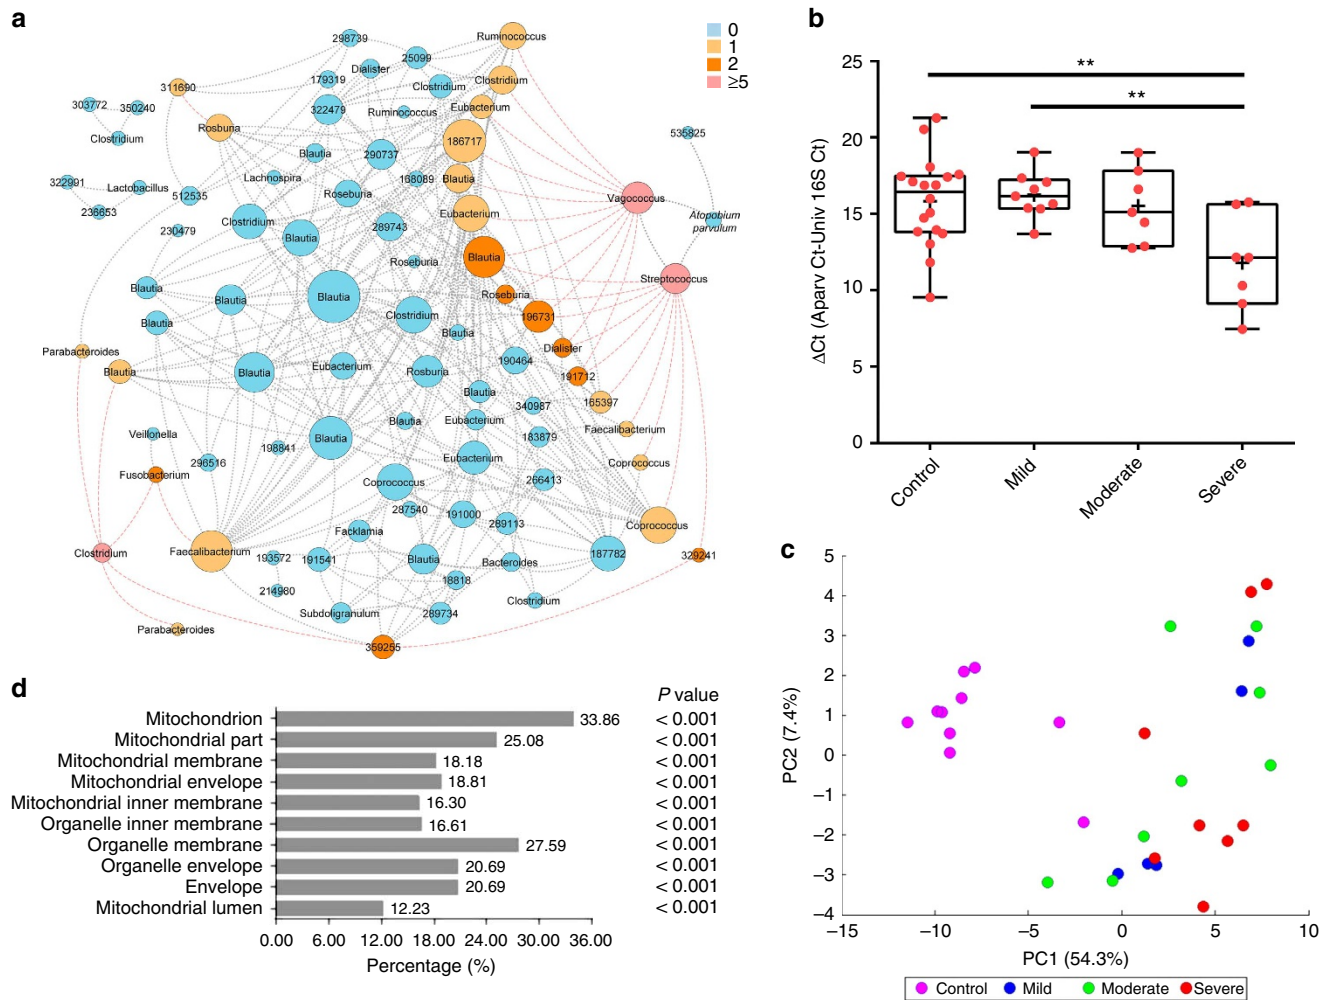 a
0
1
2
≥5
Ruminococcus
298739
25099
Dialister
179319
Clostridium
Clostridium
311690
303772
350240
322479
Ruminococcus
Eubacterium
Clostridium
Rosburia
186717
535825
Blautia
290737
322991
Lactobacillus
Lachnospira
168089
Blautia
512535
Roseburia
Vagococcus
236653
Clostridium
289743
Eubacterium
Atopobium
parvulum
230479
Blautia
Roseburia
Blautia
Streptococcus
Blautia
Blautia
Blautia
Roseburia
Blautia
Clostridium
196731
Blautia
Parabacteroides
Blautia
Blautia
Eubacterium
Rosburia
190464
Dialister
191712
Blautia
340987
165397
Veillonella
Blautia
Blautia
Eubacterium
183879
Faecalibacterium
198841
296516
Fusobacterium
Eubacterium
Coprococcus
Coprococcus
266413
287540
191000
289113
Facklamia
Coprococcus
Clostridium
Faecalibacterium
193572
191541
Blautia
Bacteroides
187782
329241
214980
18818
Subdoligranulum
289734
Clostridium
Parabacteroides
359255
b
ΔCt (Aparv Ct-Univ 16S Ct)
25
20
15
10
5
0
**
**
Control
Mild
Moderate
Severe
c
PC2 (7.4%)
5
4
3
2
1
0
−1
−2
−3
−4
−15
−10
−5
0
5
10
PC1 (54.3%)
Control
Mild
Moderate
Severe
d
P value
Mitochondrion 33.86 < 0.001
Mitochondrial part 25.08 < 0.001
Mitochondrial membrane 18.18 < 0.001
Mitochondrial envelope 18.81 < 0.001
Mitochondrial inner membrane 16.30 < 0.001
Organelle inner membrane 16.61 < 0.001
Organelle membrane 27.59 < 0.001
Organelle envelope 20.69 < 0.001
Envelope 20.69 < 0.001
Mitochondrial lumen 12.23 < 0.001
0.00 6.00 12.00 18.00 24.00 30.00 36.00
Percentage (%)